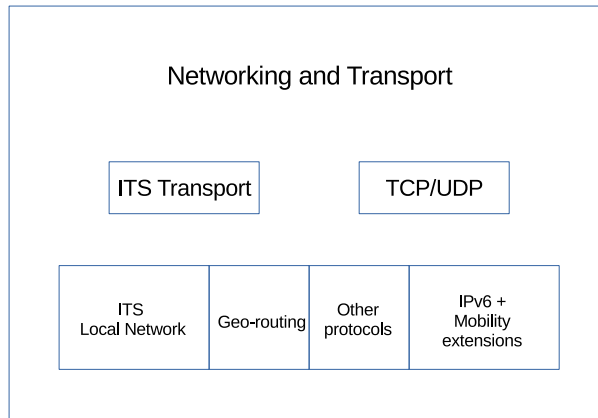 Networking and Transport
ITS Transport
TCP/UDP
ITS
Local Network
Geo-routing
Other
protocols
IPv6 +
Mobility
extensions